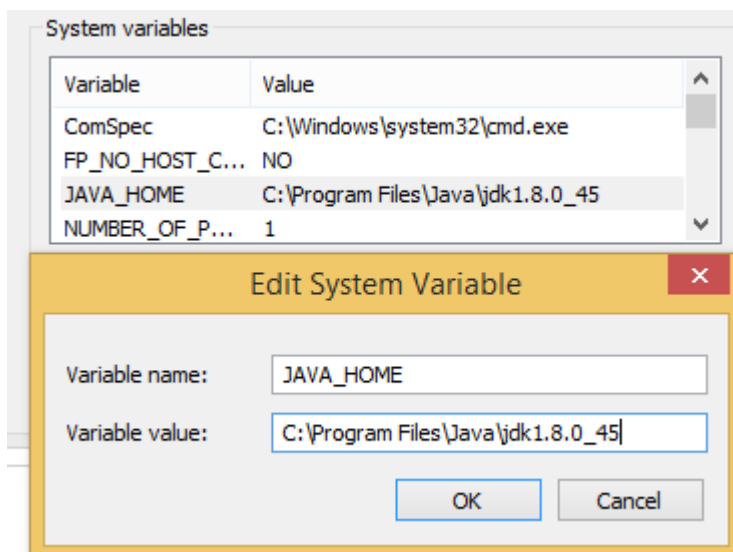 System variables
Variable Value
ComSpec C:\Windows\system32\cmd.exe
FP_NO_HOST_C... NO
JAVA_HOME C:\Program Files\Java\jdk1.8.0_45
NUMBER_OF_P... 1
Edit System Variable
Variable name: JAVA_HOME
Variable value: C:\Program Files\Java\jdk1.8.0_45
OK Cancel